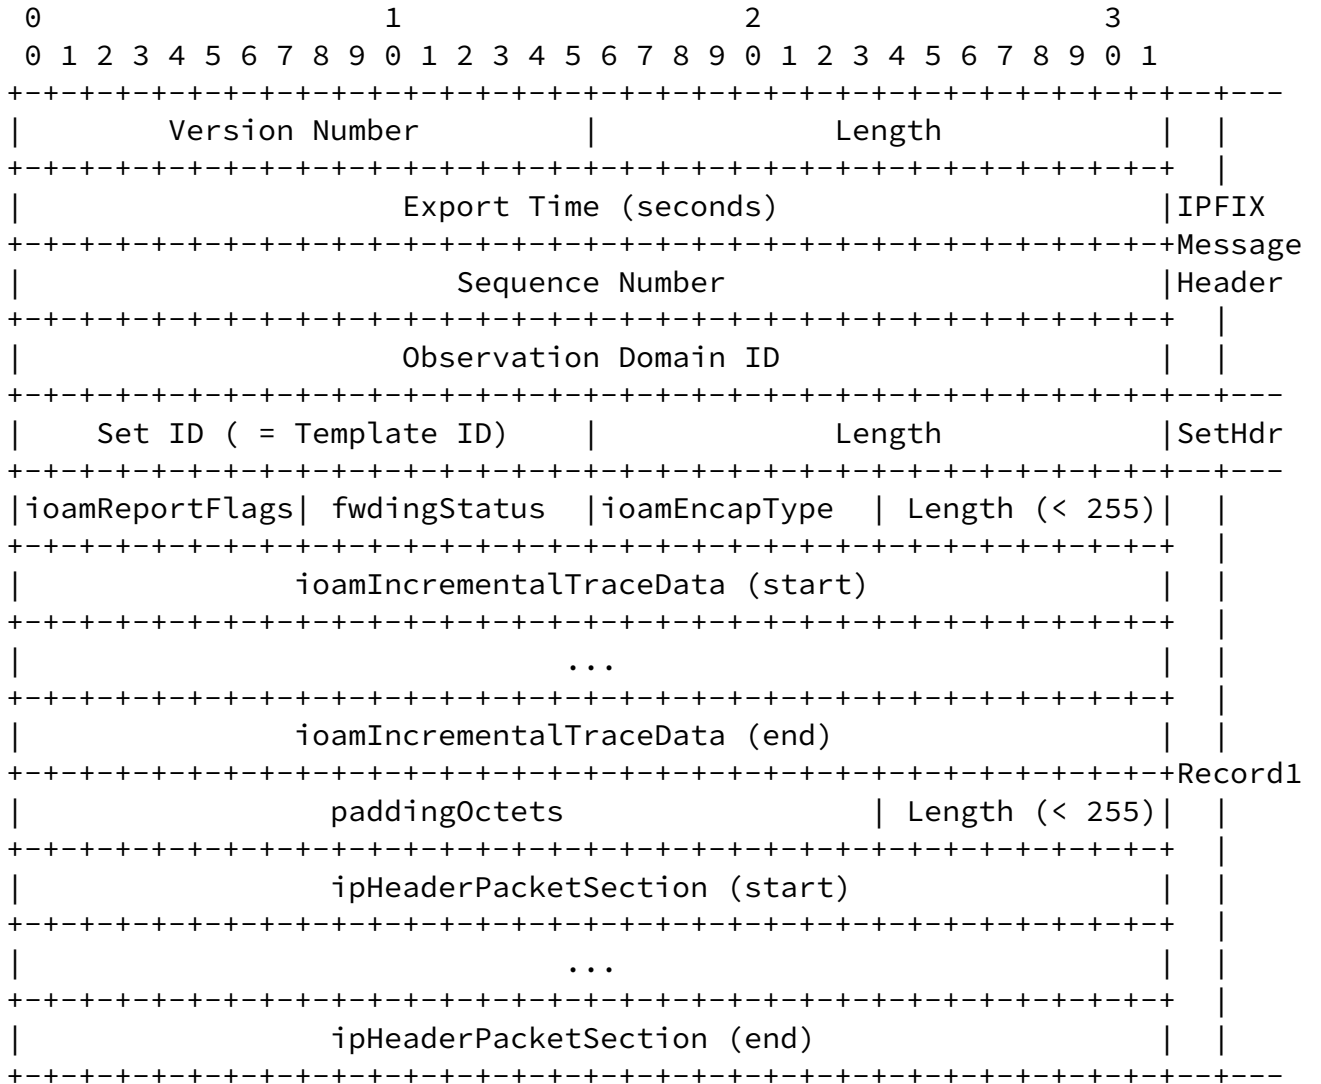 0                   1                   2                   3
 0 1 2 3 4 5 6 7 8 9 0 1 2 3 4 5 6 7 8 9 0 1 2 3 4 5 6 7 8 9 0 1
+-+-+-+-+-+-+-+-+-+-+-+-+-+-+-+-+-+-+-+-+-+-+-+-+-+-+-+-+-+-+-+-+--+---
|        Version Number         |             Length            |  |
+-+-+-+-+-+-+-+-+-+-+-+-+-+-+-+-+-+-+-+-+-+-+-+-+-+-+-+-+-+-+-+-+  |
|                     Export Time (seconds)                     |IPFIX
+-+-+-+-+-+-+-+-+-+-+-+-+-+-+-+-+-+-+-+-+-+-+-+-+-+-+-+-+-+-+-+-+Message
|                        Sequence Number                        |Header
+-+-+-+-+-+-+-+-+-+-+-+-+-+-+-+-+-+-+-+-+-+-+-+-+-+-+-+-+-+-+-+-+  |
|                     Observation Domain ID                     |  |
+-+-+-+-+-+-+-+-+-+-+-+-+-+-+-+-+-+-+-+-+-+-+-+-+-+-+-+-+-+-+-+-+--+---
|    Set ID ( = Template ID)    |             Length            |SetHdr
+-+-+-+-+-+-+-+-+-+-+-+-+-+-+-+-+-+-+-+-+-+-+-+-+-+-+-+-+-+-+-+-+--+---
|ioamReportFlags| fwdingStatus  |ioamEncapType  | Length (< 255)|  |
+-+-+-+-+-+-+-+-+-+-+-+-+-+-+-+-+-+-+-+-+-+-+-+-+-+-+-+-+-+-+-+-+  |
|               ioamIncrementalTraceData (start)                |  |
+-+-+-+-+-+-+-+-+-+-+-+-+-+-+-+-+-+-+-+-+-+-+-+-+-+-+-+-+-+-+-+-+  |
|                              ...                              |  |
+-+-+-+-+-+-+-+-+-+-+-+-+-+-+-+-+-+-+-+-+-+-+-+-+-+-+-+-+-+-+-+-+  |
|               ioamIncrementalTraceData (end)                  |  |
+-+-+-+-+-+-+-+-+-+-+-+-+-+-+-+-+-+-+-+-+-+-+-+-+-+-+-+-+-+-+-+-+Record1
|                 paddingOctets                 | Length (< 255)|  |
+-+-+-+-+-+-+-+-+-+-+-+-+-+-+-+-+-+-+-+-+-+-+-+-+-+-+-+-+-+-+-+-+  |
|                 ipHeaderPacketSection (start)                 |  |
+-+-+-+-+-+-+-+-+-+-+-+-+-+-+-+-+-+-+-+-+-+-+-+-+-+-+-+-+-+-+-+-+  |
|                              ...                              |  |
+-+-+-+-+-+-+-+-+-+-+-+-+-+-+-+-+-+-+-+-+-+-+-+-+-+-+-+-+-+-+-+-+  |
|                 ipHeaderPacketSection (end)                   |  |
+-+-+-+-+-+-+-+-+-+-+-+-+-+-+-+-+-+-+-+-+-+-+-+-+-+-+-+-+-+-+-+-+--+---